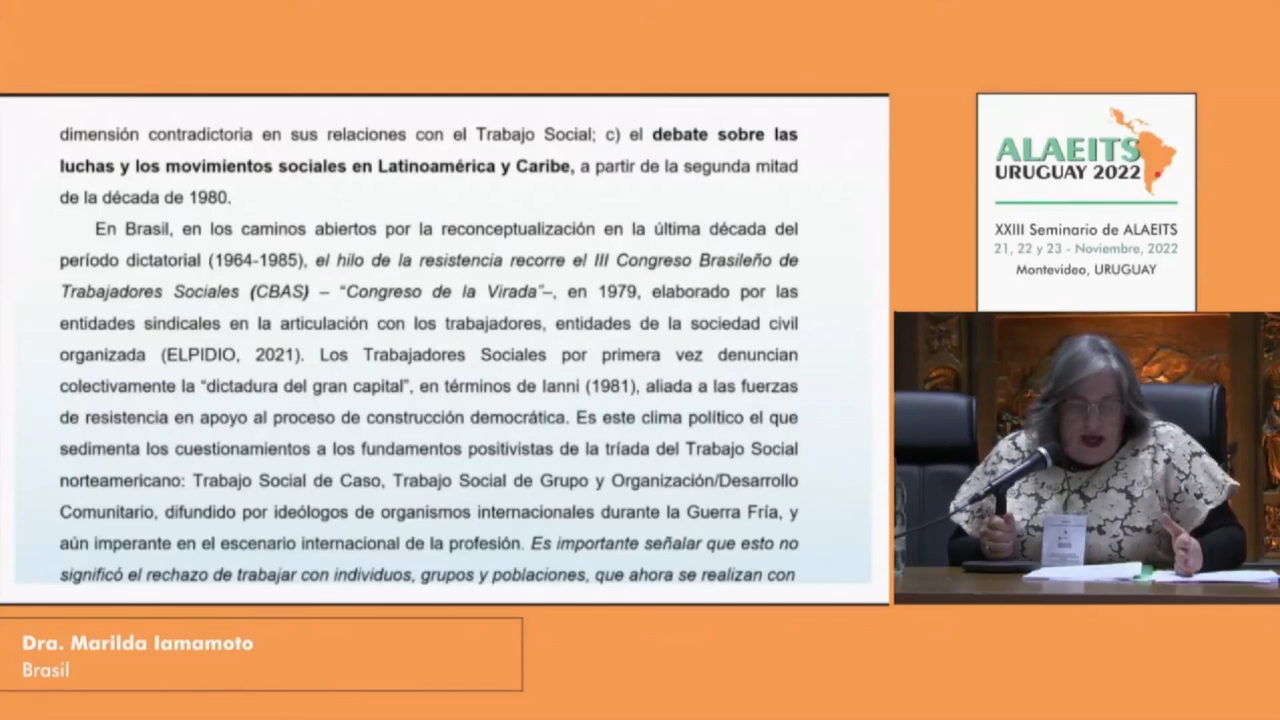 dimensión contradictoria en sus relaciones con el Trabajo Social; c) el debate sobre las
luchas y los movimientos sociales en Latinoamérica y Caribe, a partir de la segunda mitad
de la década de 1980.
En Brasil, en los caminos abiertos por la reconceptualización en la última década del
período dictatorial (1964-1985), el hilo de la resistencia recorre el III Congreso Brasileño de
Trabajadores Sociales (CBAS) – “Congreso de la Virada”–, en 1979, elaborado por las
entidades sindicales en la articulación con los trabajadores, entidades de la sociedad civil
organizada (ELPIDIO, 2021). Los Trabajadores Sociales por primera vez denuncian
colectivamente la “dictadura del gran capital”, en términos de Ianni (1981), aliada a las fuerzas
de resistencia en apoyo al proceso de construcción democrática. Es este clima político el que
sedimenta los cuestionamientos a los fundamentos positivistas de la tríada del Trabajo Social
norteamericano: Trabajo Social de Caso, Trabajo Social de Grupo y Organización/Desarrollo
Comunitario, difundido por ideólogos de organismos internacionales durante la Guerra Fría, y
aún imperante en el escenario internacional de la profesión. Es importante señalar que esto no
significó el rechazo de trabajar con individuos, grupos y poblaciones, que ahora se realizan con
ALAEITS
URUGUAY 2022
XXIII Seminario de ALAEITS
21, 22 y 23 - Noviembre, 2022
Montevideo, URUGUAY
Dra. Marilda Iamamoto
Brasil